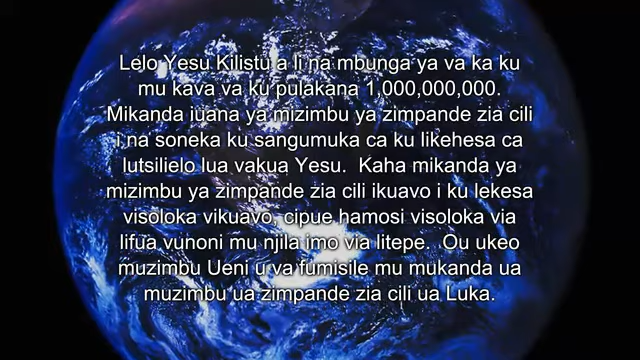 Lelo Yesu Kilistu a li na mbunga ya va ka ku
mu kava va ku pulakana 1,000,000,000.
Mikanda iuana ya mizimbu ya zimpande zia cili
i na soneka ku sangumuka ca ku likehesa ca
lutsilielo lua vakua Yesu. Kaha mikanda ya
mizimbu ya zimpande zia cili ikuavo i ku lekesa
visoloka vikuavo, cipue hamosi visoloka via
lifua vunoni mu njila imo via litepe. Ou ukeo
muzimbu Ueni u va fumisile mu mukanda ua
muzimbu ua zimpande zia cili ua Luka.